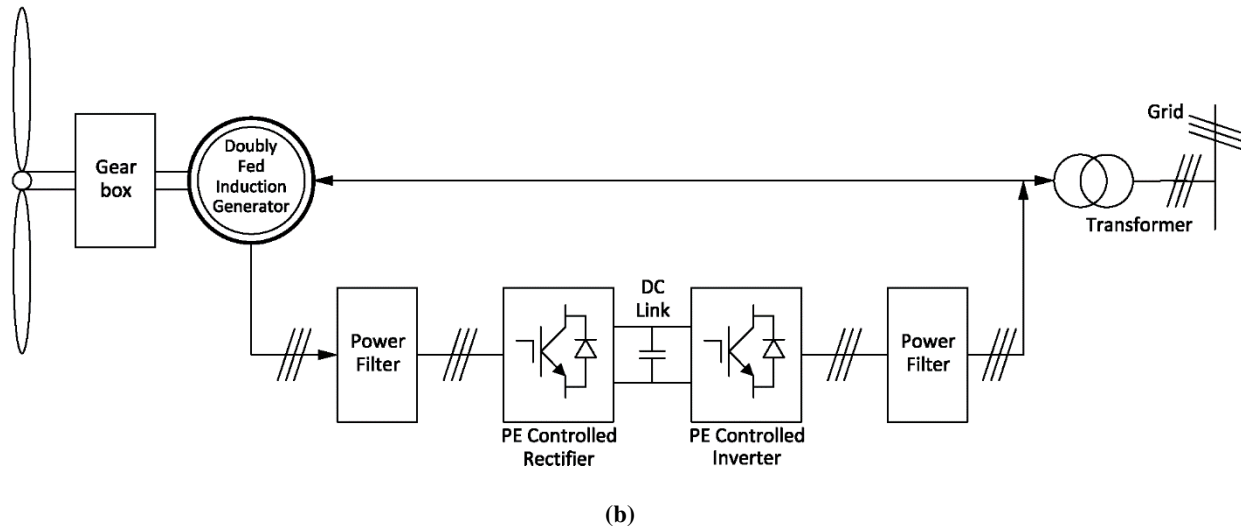 Grid
Gear
box
Doubly
Fed
Induction
Generator
Transformer
Power
Filter
DC
Link
Power
Filter
PE Controlled
Rectifier
PE Controlled
Inverter
(b)